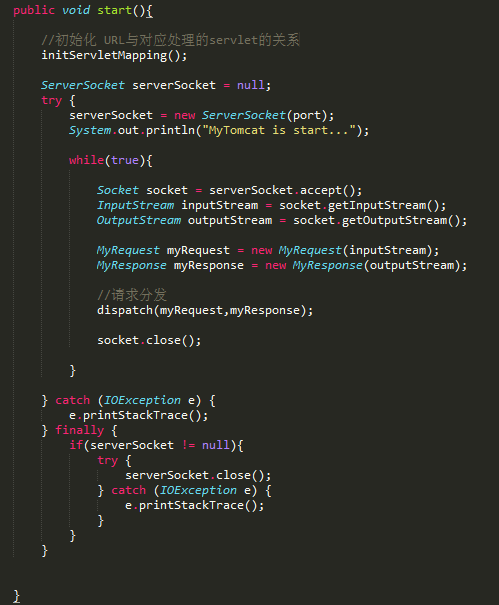 public void start(){
//初始化 URL与对应处理的servlet的关系
initServletMapping();
ServerSocket serverSocket = null;
try {
serverSocket = new ServerSocket(port);
System.out.println("MyTomcat is start...");
while(true){
Socket socket = serverSocket.accept();
InputStream inputStream = socket.getInputStream();
OutputStream outputStream = socket.getOutputStream();
MyRequest myRequest = new MyRequest(inputStream);
MyResponse myResponse = new MyResponse(outputStream);
//请求分发
dispatch(myRequest,myResponse);
socket.close();
}
} catch (IOException e) {
e.printStackTrace();
} finally {
if(serverSocket != null){
try {
serverSocket.close();
} catch (IOException e) {
e.printStackTrace();
}
}
}
}